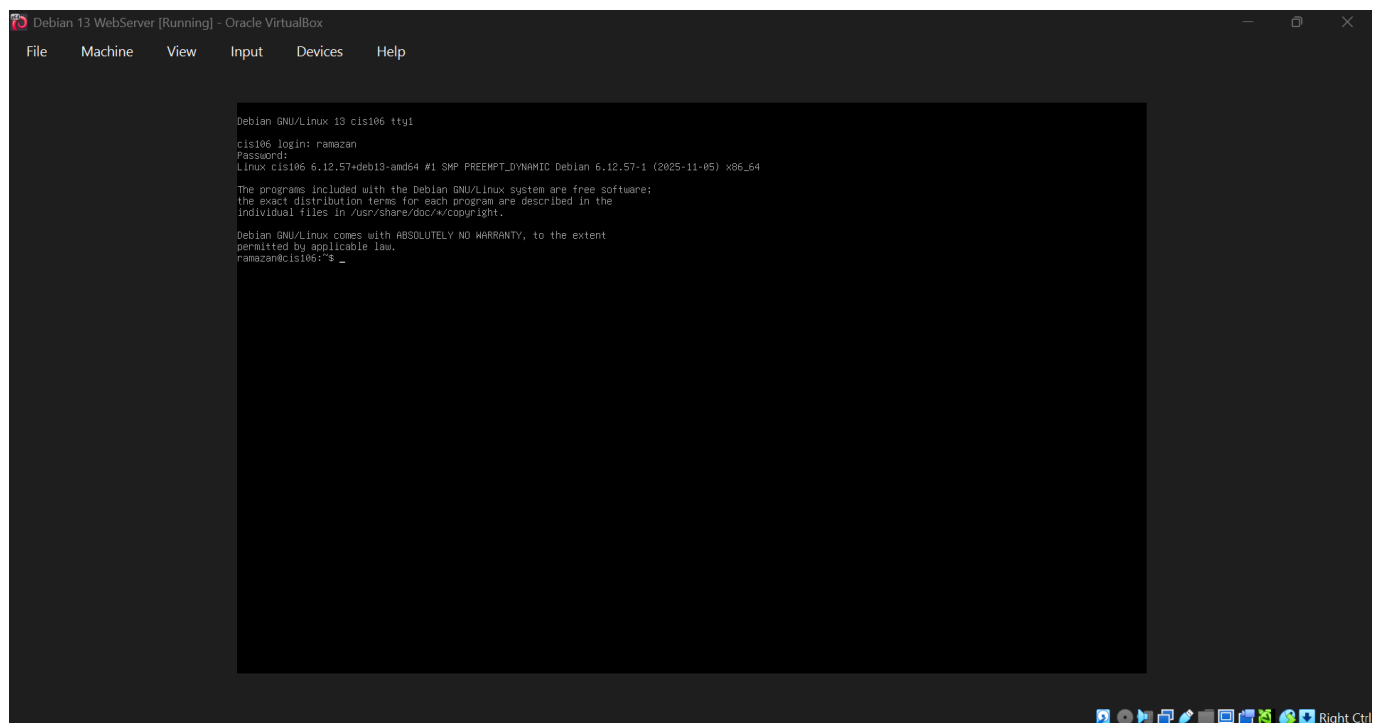 Debian 13 WebServer [Running] - Oracle VirtualBox
File Machine View Input Devices Help
Debian GNU/Linux 13 cis106 tty1
cis106 login: ramazan
Password:
Linux cis106 6.12.57+deb13-amd64 #1 SMP PREEMPT_DYNAMIC Debian 6.12.57-1 (2025-11-05) x86_64
The programs included with the Debian GNU/Linux system are free software;
the exact distribution terms for each program are described in the
individual files in /usr/share/doc/*/copyright.
Debian GNU/Linux comes with ABSOLUTELY NO WARRANTY, to the extent
permitted by applicable law.
ramazan@cis106:~$ _
Right Ctrl